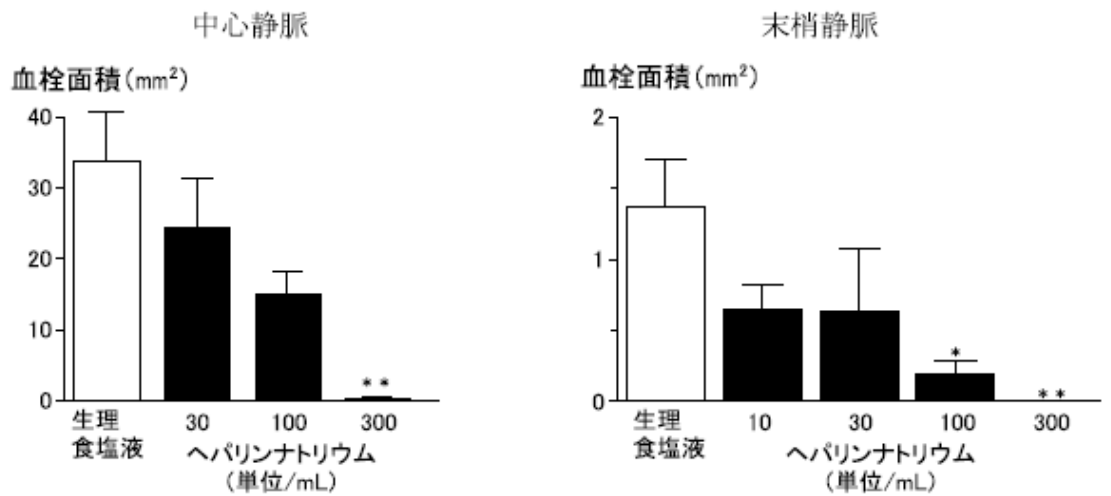 中心静脈
血栓面積(mm²)
40
30
20
10
0
**
生理
食塩液
30
100
300
ヘパリンナトリウム
(単位/mL)
末梢静脈
血栓面積(mm²)
2
1
0
*
**
生理
食塩液
10
30
100
300
ヘパリンナトリウム
(単位/mL)